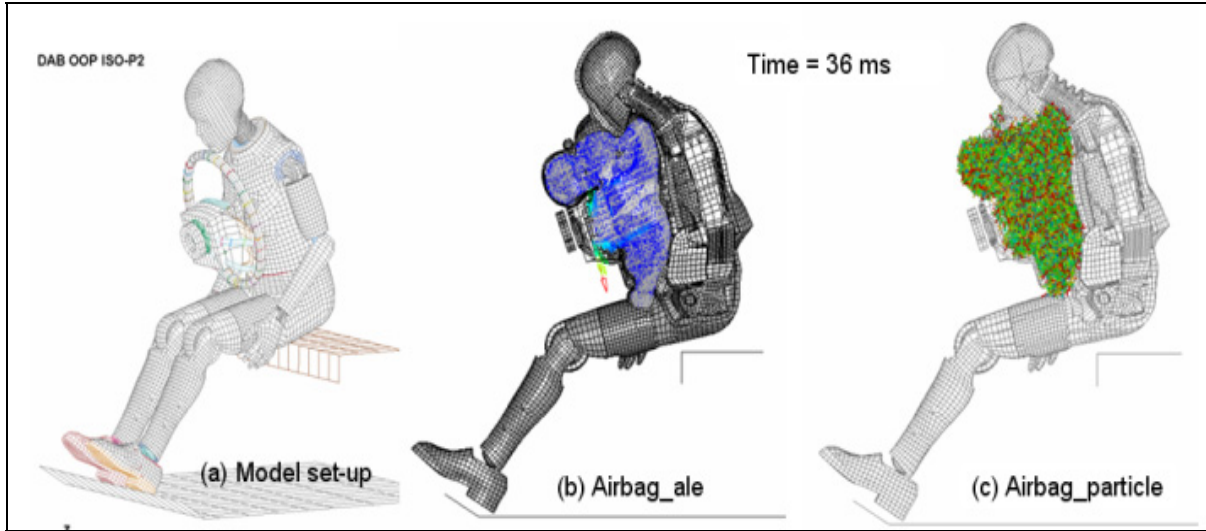 DAB OOP ISO-P2
Time = 36 ms
(a) Model set-up
(b) Airbag_ale
(c) Airbag_particle